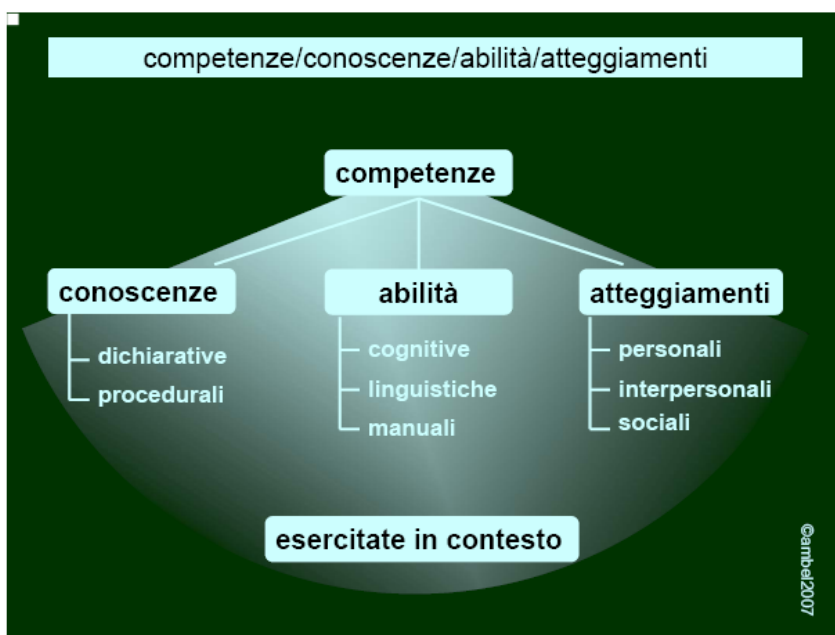 competenze/conoscenze/abilità/atteggiamenti
competenze
conoscenze
dichiarative
procedurali
abilità
cognitive
linguistiche
manuali
atteggiamenti
personali
interpersonali
sociali
esercitate in contesto
©ambel2007